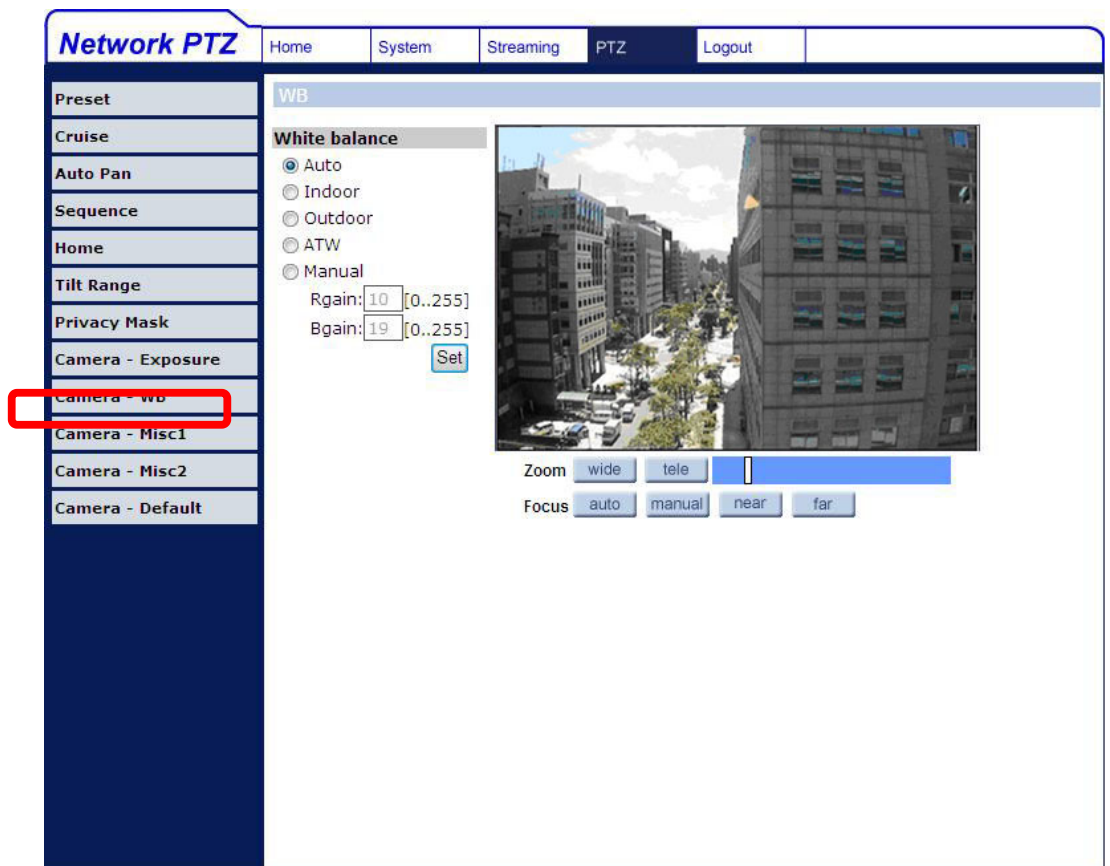 Network PTZ
Home System Streaming PTZ Logout
Preset
Cruise
Auto Pan
Sequence
Home
Tilt Range
Privacy Mask
Camera - Exposure
Camera - WB
Camera - Misc1
Camera - Misc2
Camera - Default
WB
White balance
Auto
Indoor
Outdoor
ATW
Manual
Rgain: 10 [0..255]
Bgain: 19 [0..255]
Set
Zoom wide tele
Focus auto manual near far